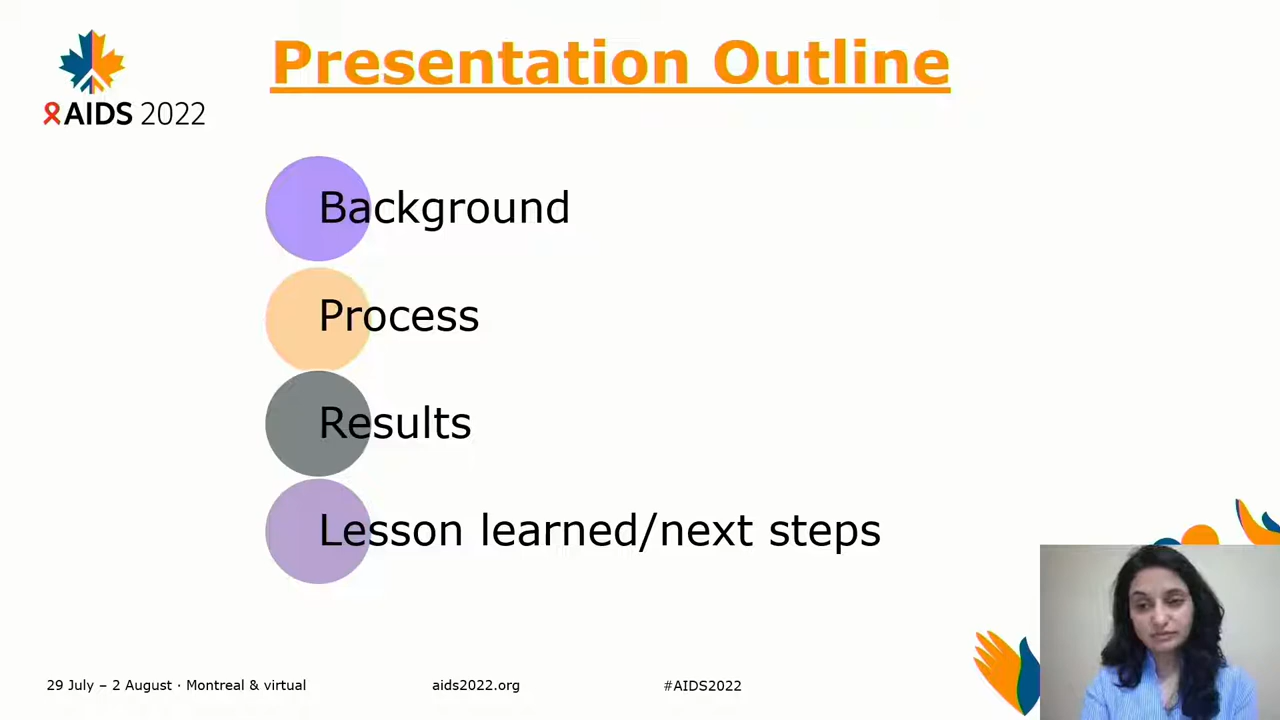 Presentation Outline
AIDS 2022
Background
Process
Results
Lesson learned/next steps
29 July – 2 August · Montreal & virtual
aids2022.org
#AIDS2022